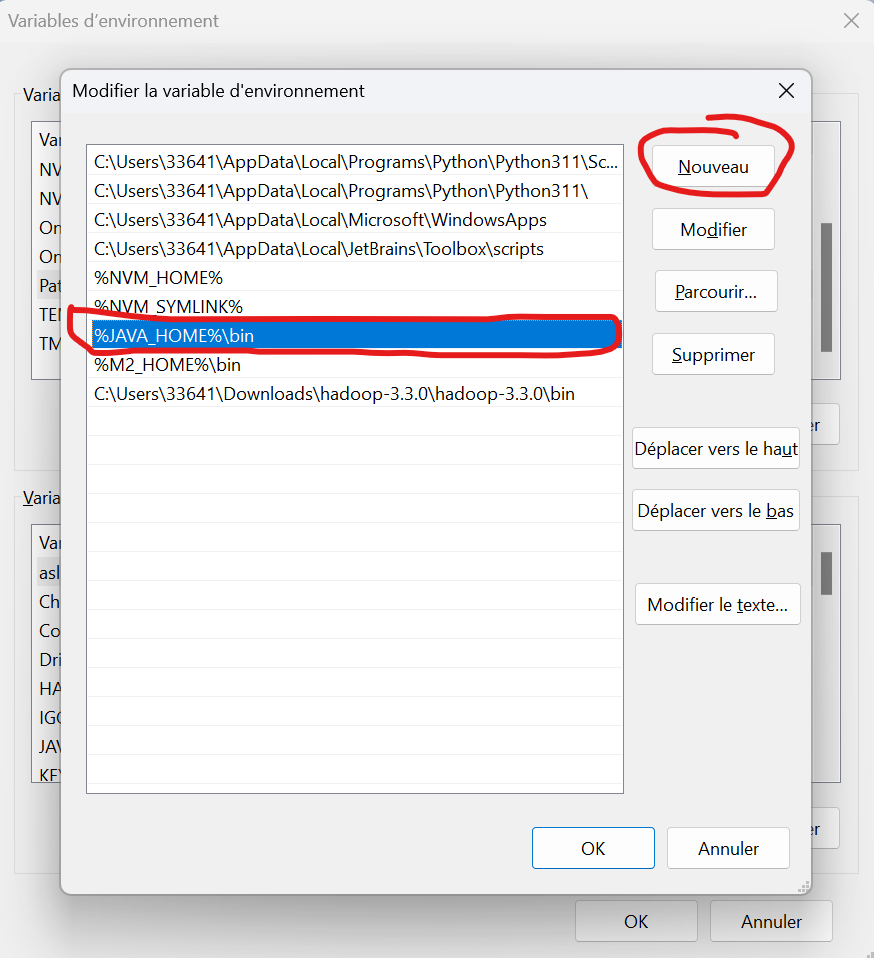 Variables d'environnement
Modifier la variable d'environnement
Varia
Var
NV
NV
On
On
Pat
TEM
TM
C:\Users\33641\AppData\Local\Programs\Python\Python311\Sc...
C:\Users\33641\AppData\Local\Programs\Python\Python311\
C:\Users\33641\AppData\Local\Microsoft\WindowsApps
C:\Users\33641\AppData\Local\JetBrains\Toolbox\scripts
%NVM_HOME%
%NVM_SYMLINK%
%JAVA_HOME%\bin
%M2_HOME%\bin
C:\Users\33641\Downloads\hadoop-3.3.0\hadoop-3.3.0\bin
Nouveau
Modifier
Parcourir...
Supprimer
er
Déplacer vers le haut
Déplacer vers le bas
Modifier le texte...
Varia
Var
asl
Ch
Co
Dri
HA
IGC
JAV
KEY
er
OK
Annuler
OK
Annuler